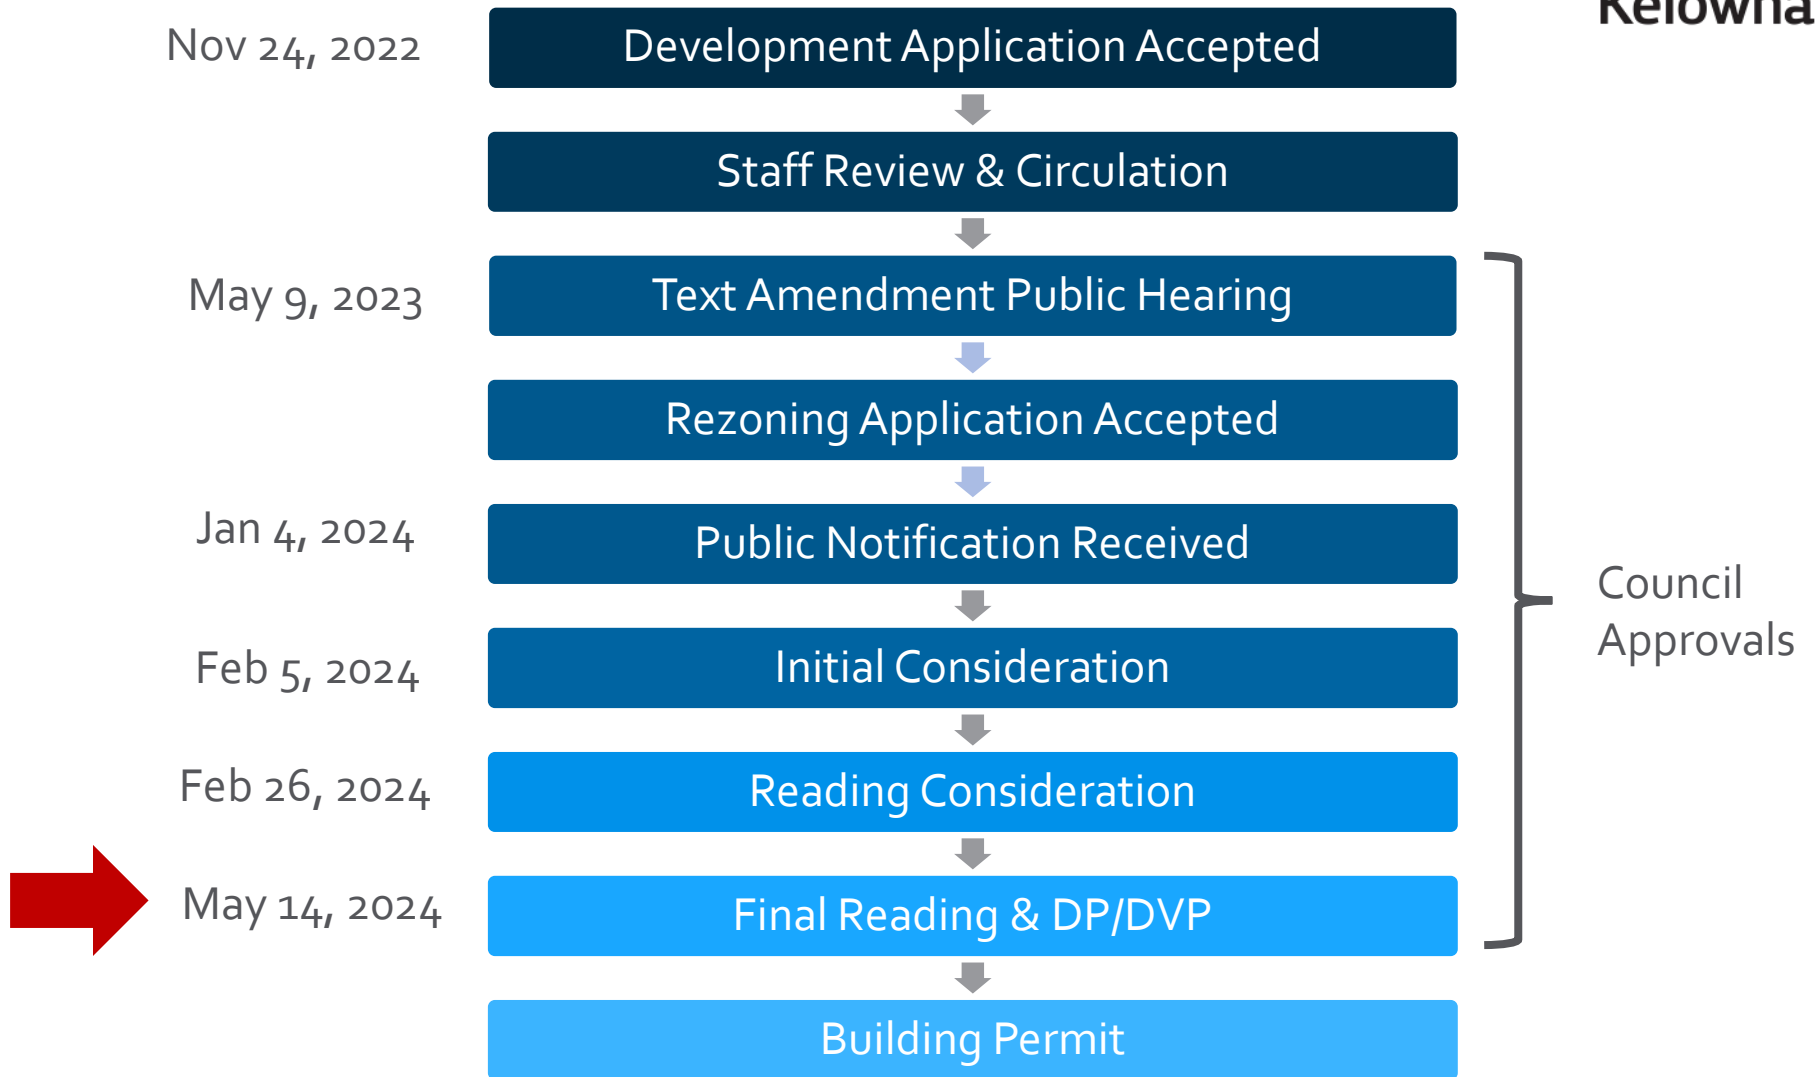 Kelowna
Nov 24, 2022
Development Application Accepted
Staff Review & Circulation
May 9, 2023
Text Amendment Public Hearing
Rezoning Application Accepted
Jan 4, 2024
Public Notification Received
Council
Approvals
Feb 5, 2024
Initial Consideration
Feb 26, 2024
Reading Consideration
May 14, 2024
Final Reading & DP/DVP
Building Permit